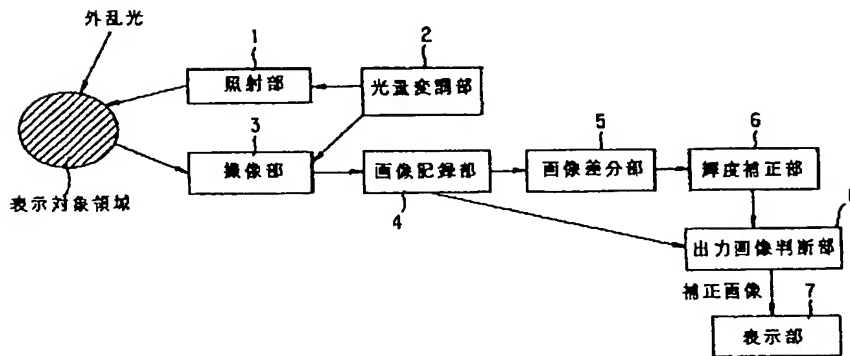 外乱光
1
照射部
2
光量変調部
表示対象領域
3
撮像部
画像記録部
4
5
画像差分部
6
輝度補正部
出力画像判断部
補正画像
7
表示部